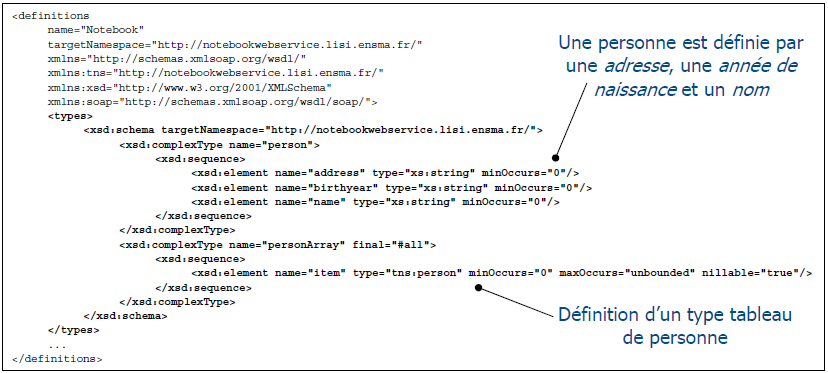 <definitions
name="Notebook"
targetNamespace="http://notebookwebservice.lisi.ensma.fr/"
xmlns="http://schemas.xmlsoap.org/wsdl/"
xmlns:tns="http://notebookwebservice.lisi.ensma.fr/"
xmlns:xsd="http://www.w3.org/2001/XMLSchema"
xmlns:soap="http://schemas.xmlsoap.org/wsdl/soap/">
<types>
<xsd:schema targetNamespace="http://notebookwebservice.lisi.ensma.fr/">
<xsd:complexType name="person">
<xsd:sequence>
<xsd:element name="address" type="xs:string" minOccurs="0"/>
<xsd:element name="birthyear" type="xs:string" minOccurs="0"/>
<xsd:element name="name" type="xs:string" minOccurs="0"/>
</xsd:sequence>
</xsd:complexType>
<xsd:complexType name="personArray" final="#all">
<xsd:sequence>
<xsd:element name="item" type="tns:person" minOccurs="0" maxOccurs="unbounded" nillable="true"/>
</xsd:sequence>
</xsd:complexType>
</xsd:schema>
</types>
...
</definitions>
Une personne est définie par
une adresse, une année de
naissance et un nom
Définition d'un type tableau
de personne